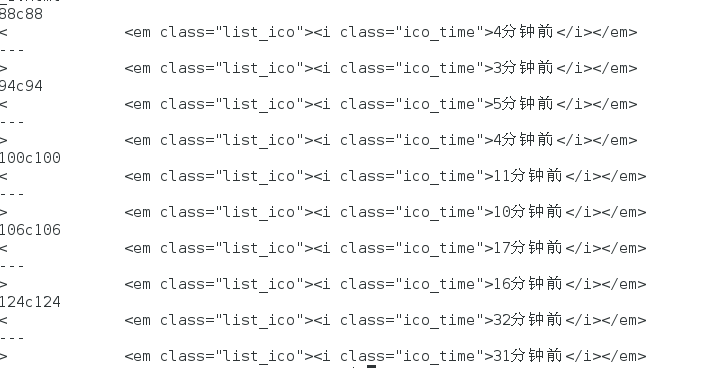 88c88
<             <em class="list_ico"><i class="ico_time">4分钟前</i></em>
---
>             <em class="list_ico"><i class="ico_time">3分钟前</i></em>
94c94
<             <em class="list_ico"><i class="ico_time">5分钟前</i></em>
---
>             <em class="list_ico"><i class="ico_time">4分钟前</i></em>
100c100
<             <em class="list_ico"><i class="ico_time">11分钟前</i></em>
---
>             <em class="list_ico"><i class="ico_time">10分钟前</i></em>
106c106
<             <em class="list_ico"><i class="ico_time">17分钟前</i></em>
---
>             <em class="list_ico"><i class="ico_time">16分钟前</i></em>
124c124
<             <em class="list_ico"><i class="ico_time">32分钟前</i></em>
---
>             <em class="list_ico"><i class="ico_time">31分钟前</i></em>